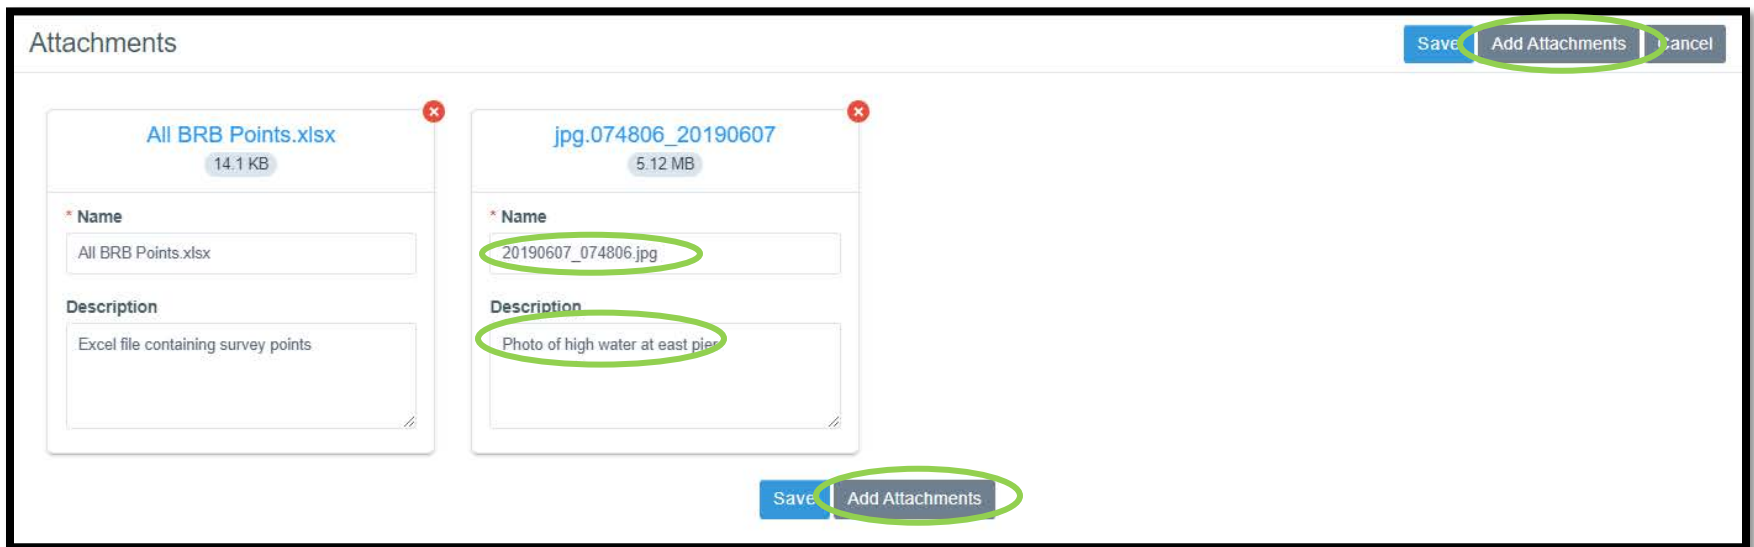 Attachments
Save Add Attachments Cancel
All BRB Points.xlsx
14.1 KB
* Name
All BRB Points.xlsx
Description
Excel file containing survey points
jpg.074806_20190607
5.12 MB
* Name
20190607_074806.jpg
Description
Photo of high water at east pier
Save Add Attachments